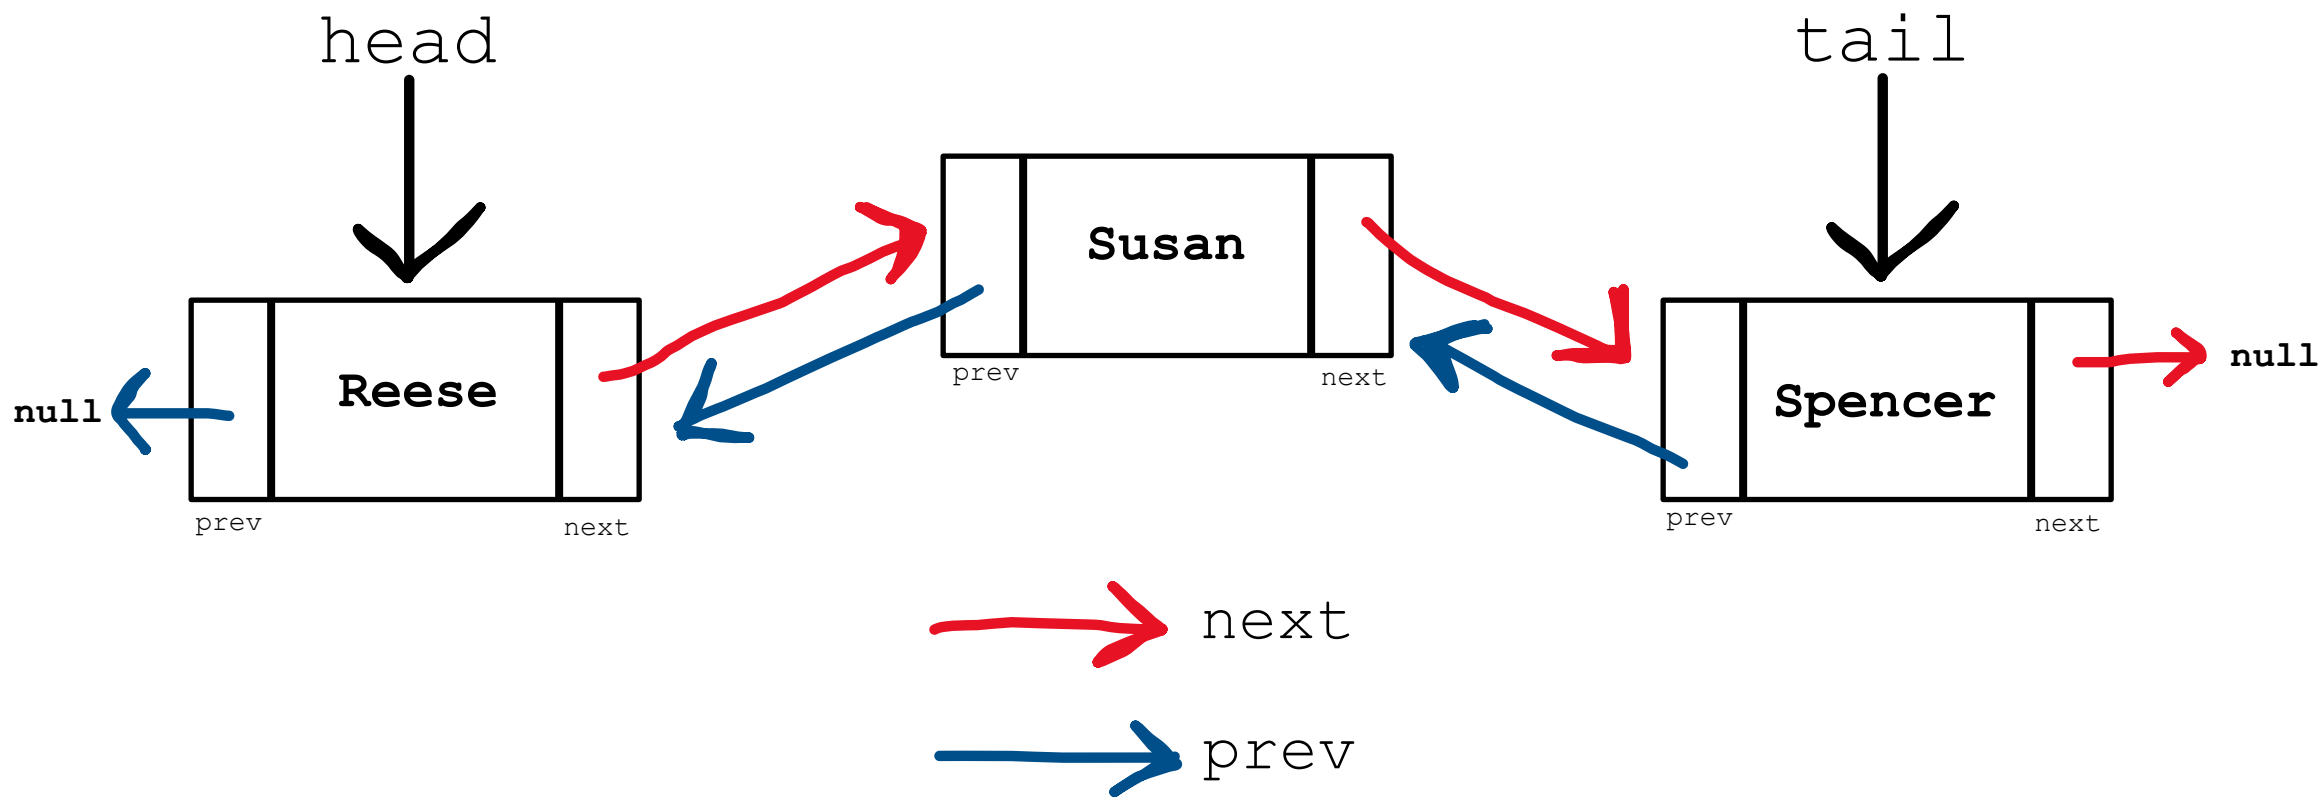 head
tail
Susan
prev
next
null
Reese
Spencer
null
prev
next
prev
next
next
prev